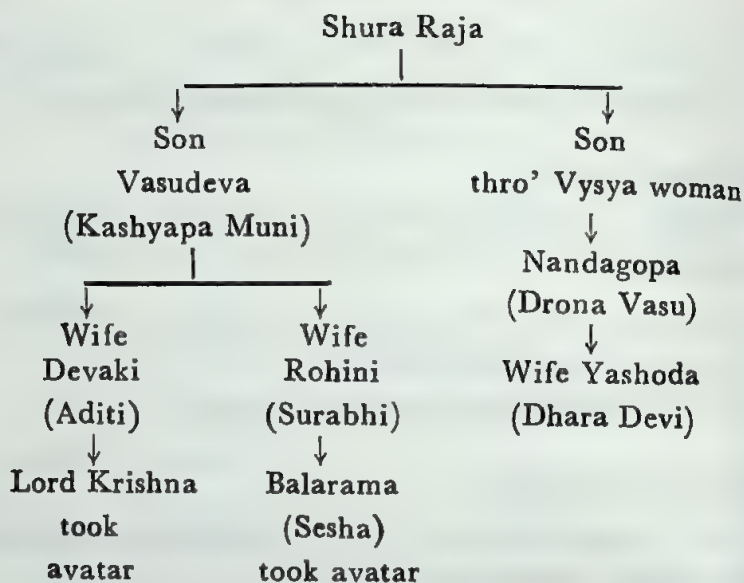 Shura Raja
Son
Vasudeva
(Kashyapa Muni)
Son
thro' Vysya woman
Nandagopa
(Drona Vasu)
Wife Yashoda
(Dhara Devi)
Wife
Devaki
(Aditi)
Lord Krishna
took
avatar
Wife
Rohini
(Surabhi)
Balarama
(Sesha)
took avatar